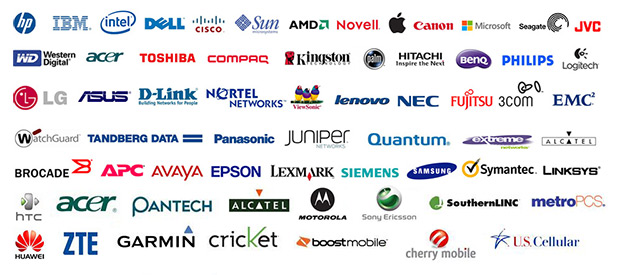 hp IBM intel DELL CISCO Sun microsystems AMD Novell Canon Microsoft Seagate JVC
WD Western Digital acer TOSHIBA COMPAQ Kingston TECHNOLOGY palm HITACHI Inspire the Next BenQ PHILIPS Logitech
LG ASUS D-Link Building Networks for People NORTEL NETWORKS ViewSonic lenovo NEC FUJITSU 3COM EMC²
WatchGuard TANDBERG DATA Panasonic JUNIPER NETWORKS Quantum extreme networks ALCATEL
BROCADE APC AVAYA EPSON LEXMARK SIEMENS SAMSUNG Symantec LINKSYS
hTC acer PANTECH ALCATEL MOTOROLA Sony Ericsson SouthernLINC metroPCS
HUAWEI ZTE GARMIN cricket boostmobile cherry mobile U.S. Cellular